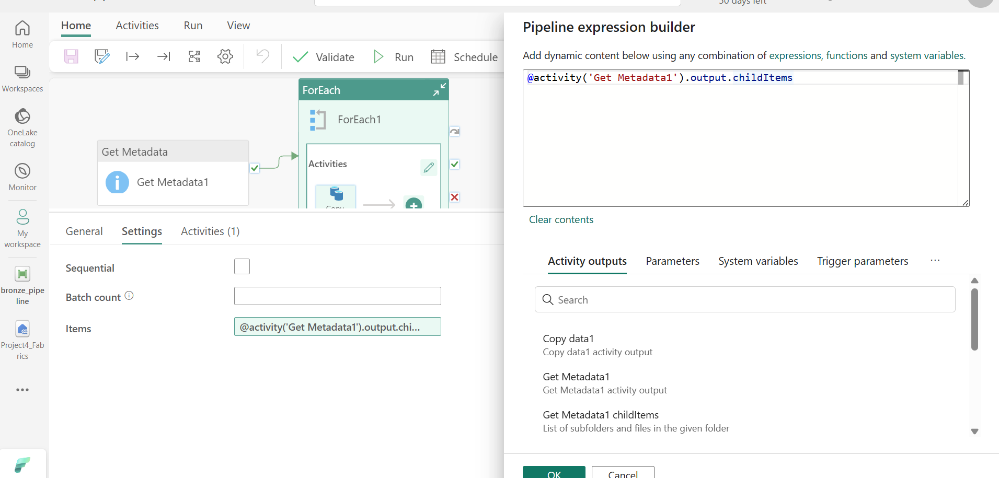 Home
Activities
Run
View
Validate
Run
Schedule
Home
Workspaces
OneLake
catalog
Monitor
My
workspace
bronze_pipe
line
Project4_Fab
rics
ForEach
ForEach1
Activities
Get Metadata
Get Metadata1
General
Settings
Activities (1)
Sequential
Batch count
Items
@activity('Get Metadata1').output.chi...
days left
Pipeline expression builder
Add dynamic content below using any combination of expressions, functions and system variables.
@activity('Get Metadata1').output.childItems
Clear contents
Activity outputs
Parameters
System variables
Trigger parameters
Search
Copy data1
Copy data1 activity output
Get Metadata1
Get Metadata1 activity output
Get Metadata1 childItems
List of subfolders and files in the given folder
OK
Cancel